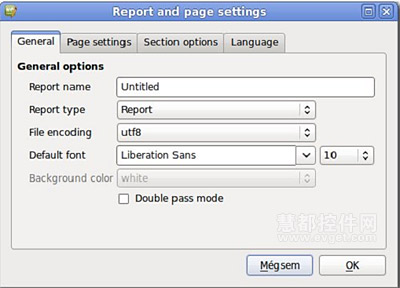 Report and page settings
General Page settings Section options Language
General options
Report name Untitled
Report type Report
File encoding utf8
Default font Liberation Sans 10
Background color white
Double pass mode
慧都控件网
www.evget.com
Mégsem OK